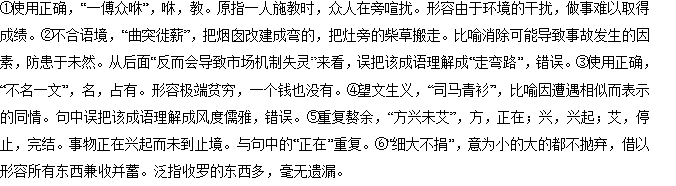 ①使用正确，“一傅众咻”，咻，教。原指一人施教时，众人在旁喧扰。形容由于环境的干扰，做事难以取得
成绩。②不合语境，“曲突徙薪”，把烟囱改建成弯的，把灶旁的柴草搬走。比喻消除可能导致事故发生的因
素，防患于未然。从后面“反而会导致市场机制失灵”来看，误把该成语理解成“走弯路”，错误。③使用正确，
“不名一文”，名，占有。形容极端贫穷，一个钱也没有。④望文生义，“司马青衫”，比喻因遭遇相似而表示
的同情。句中误把该成语理解成风度儒雅，错误。⑤重复赘余，“方兴未艾”，方，正在；兴，兴起；艾，停
止，完结。事物正在兴起而未到止境。与句中的“正在”重复。⑥“细大不捐”，意为小的大的都不抛弃，借以
形容所有东西兼收并蓄。泛指收罗的东西多，毫无遗漏。